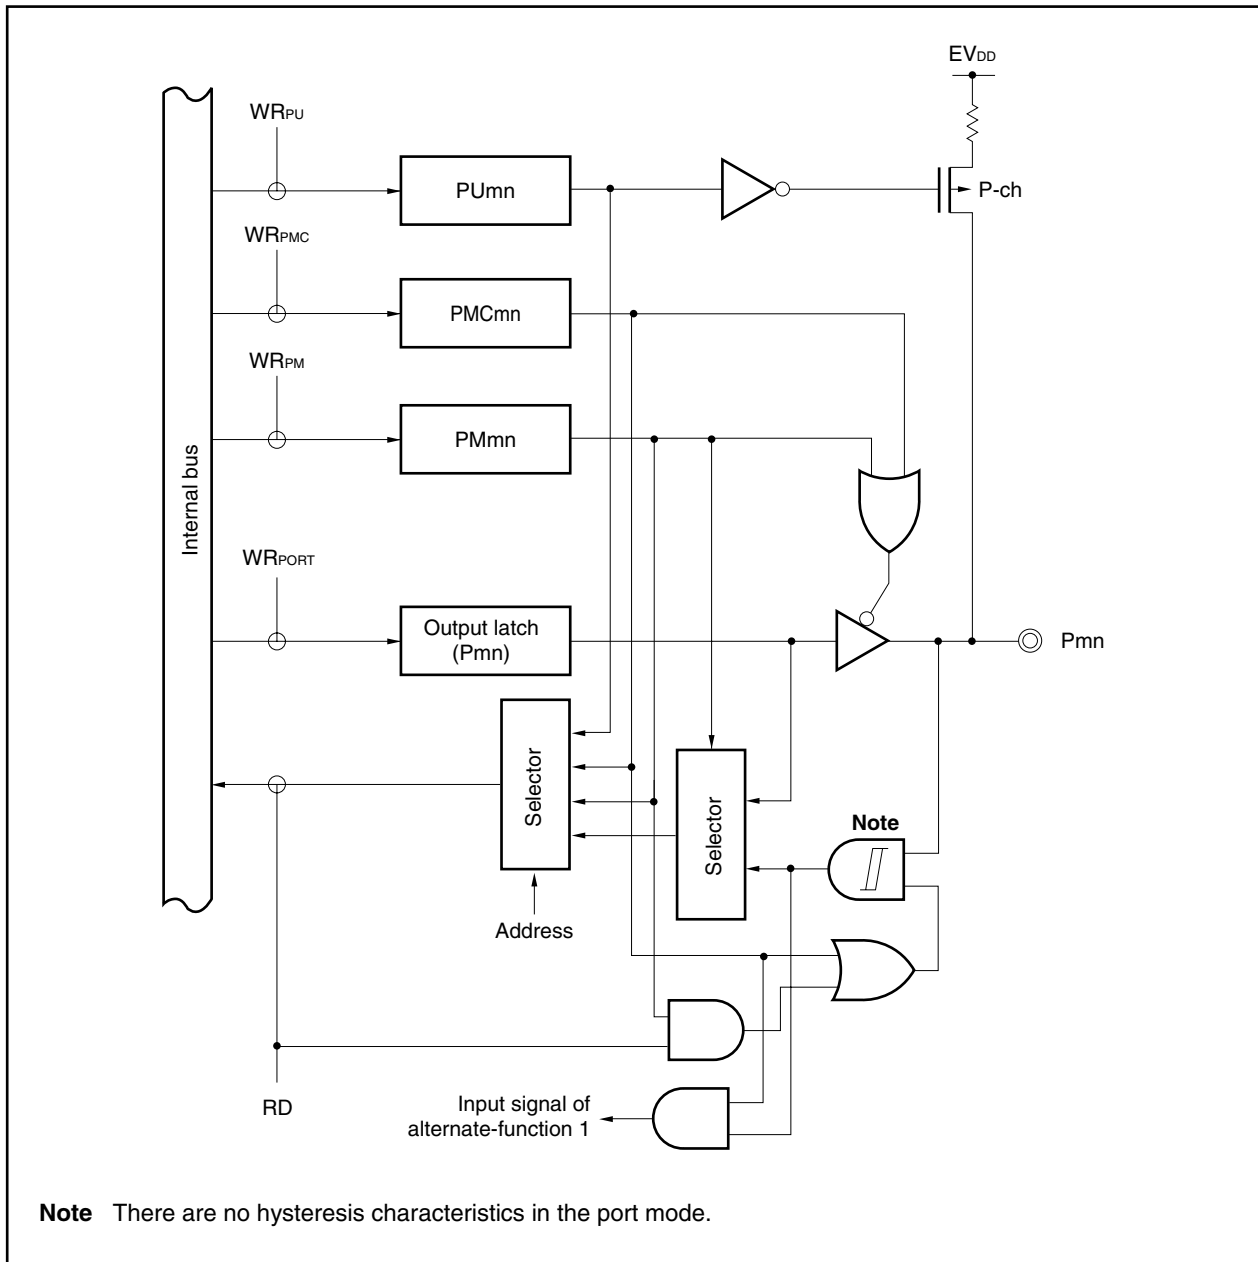 EVDD
WRPU
PUmn
P-ch
WRPMC
PMCmn
WRPM
PMmn
Internal bus
WRPORT
Output latch
(Pmn)
Pmn
Selector
Selector
Note
Address
RD
Input signal of
alternate-function 1
Note There are no hysteresis characteristics in the port mode.